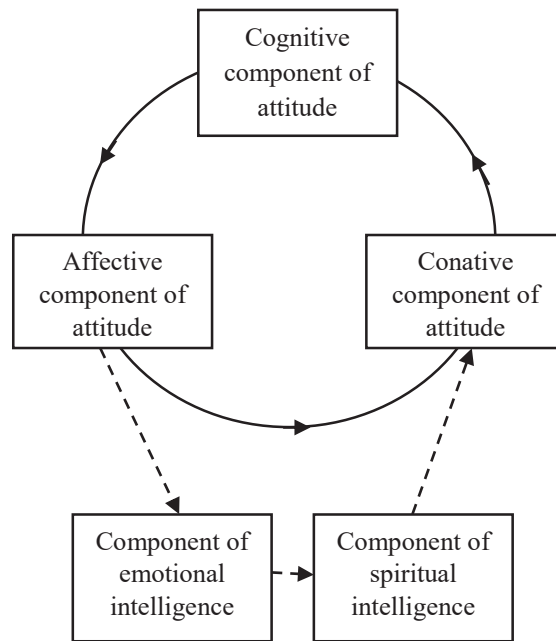 Cognitive
component of
attitude
Affective
component of
attitude
Conative
component of
attitude
Component of
emotional
intelligence
Component of
spiritual
intelligence